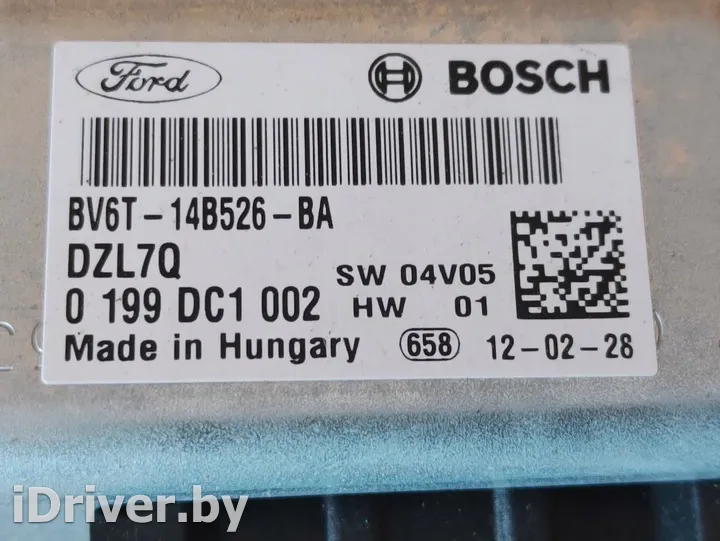 Ford BOSCH
BV6T-14B526-BA
DZL7Q
SW 04V05
0 199 DC1 002
HW 01
Made in Hungary 658 12-02-28
iDriver.by